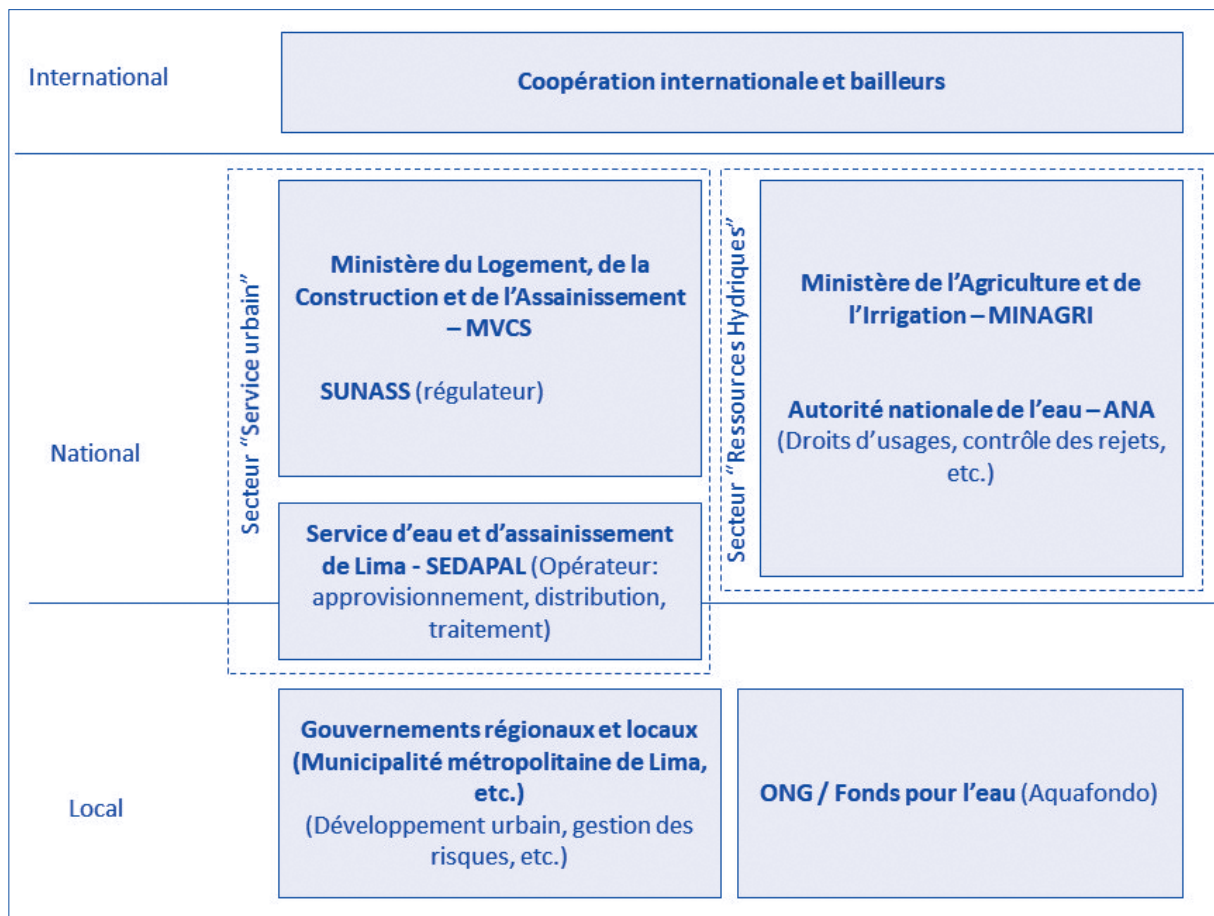 International
Coopération internationale et bailleurs
National
Secteur “Service urbain”
Ministère du Logement, de la
Construction et de l’Assainissement
– MVCS
SUNASS (régulateur)
Service d’eau et d’assainissement
de Lima - SEDAPAL (Opérateur:
approvisionnement, distribution,
traitement)
Secteur “Ressources Hydriques”
Ministère de l’Agriculture et de
l’Irrigation – MINAGRI
Autorité nationale de l’eau – ANA
(Droits d’usages, contrôle des rejets,
etc.)
Local
Gouvernements régionaux et locaux
(Municipalité métropolitaine de Lima,
etc.)
(Développement urbain, gestion des
risques, etc.)
ONG / Fonds pour l’eau (Aquafondo)